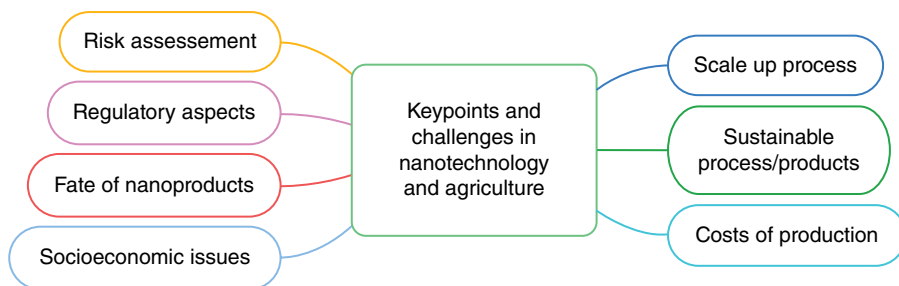 Risk assessement
Regulatory aspects
Fate of nanoproducts
Socioeconomic issues
Keypoints and
challenges in
nanotechnology
and agriculture
Scale up process
Sustainable
process/products
Costs of production